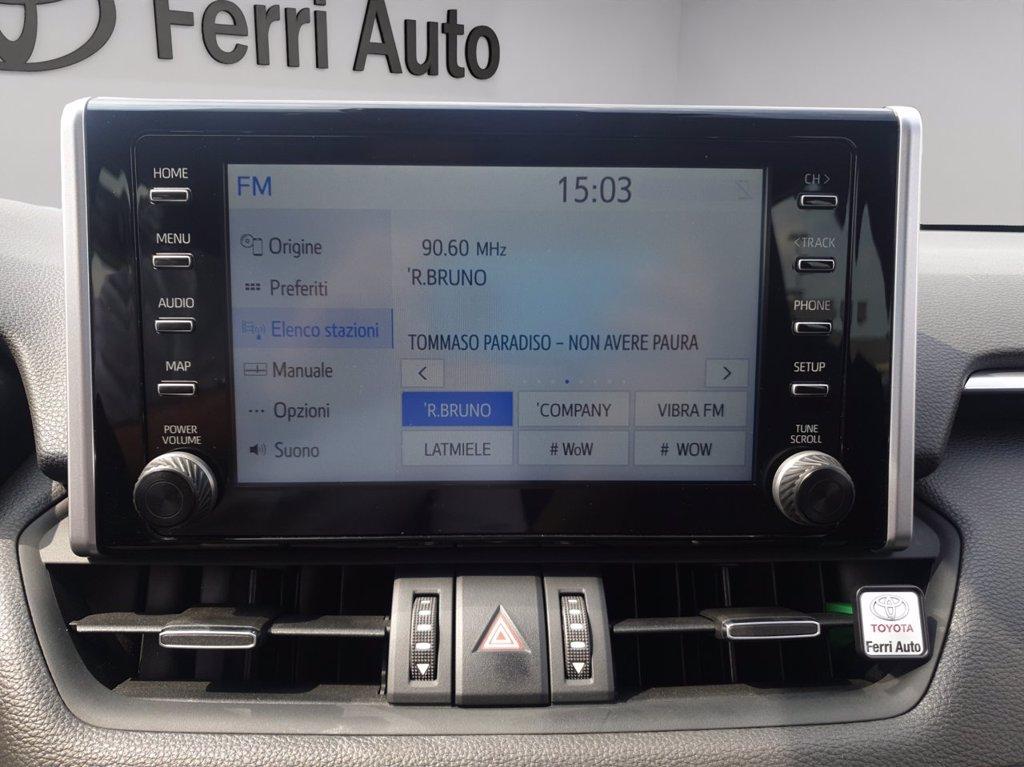 Ferri Auto
HOME
MENU
AUDIO
MAP
POWER
VOLUME
FM
15:03
Origine
Preferiti
Elenco stazioni
Manuale
Opzioni
Suono
90.60 MHz
'R.BRUNO
TOMMASO PARADISO – NON AVERE PAURA
<
>
'R.BRUNO
'COMPANY
VIBRA FM
LATMIELE
# WoW
# WOW
CH >
< TRACK
PHONE
SETUP
TUNE
SCROLL
TOYOTA
Ferri Auto